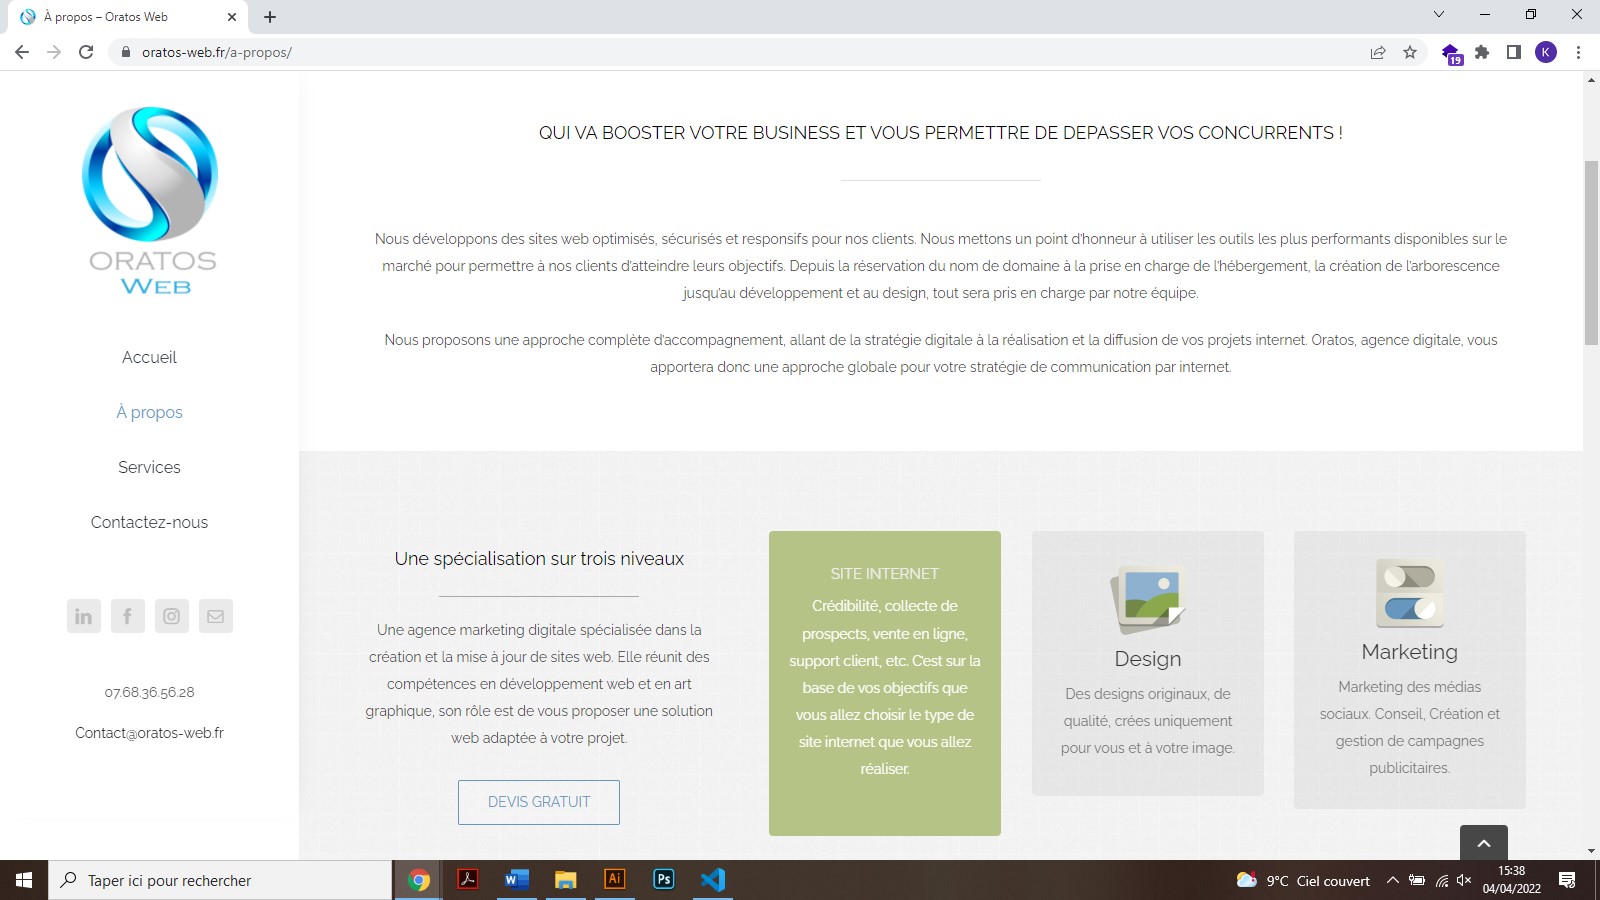 À propos – Oratos Web
oratos-web.fr/a-propos/
19
K
ORATOS
WEB
Accueil
À propos
Services
Contactez-nous
in
f
07.68.36.56.28
Contact@oratos-web.fr
QUI VA BOOSTER VOTRE BUSINESS ET VOUS PERMETTRE DE DEPASSER VOS CONCURRENTS !
Nous développons des sites web optimisés, sécurisés et responsifs pour nos clients. Nous mettons un point d'honneur à utiliser les outils les plus performants disponibles sur le
marché pour permettre à nos clients d'atteindre leurs objectifs. Depuis la réservation du nom de domaine à la prise en charge de l'hébergement, la création de l'arborescence
jusqu'au développement et au design, tout sera pris en charge par notre équipe.
Nous proposons une approche complète d'accompagnement, allant de la stratégie digitale à la réalisation et la diffusion de vos projets internet. Oratos, agence digitale, vous
apportera donc une approche globale pour votre stratégie de communication par internet.
Une spécialisation sur trois niveaux
Une agence marketing digitale spécialisée dans la
création et la mise à jour de sites web. Elle réunit des
compétences en développement web et en art
graphique, son rôle est de vous proposer une solution
web adaptée à votre projet.
DEVIS GRATUIT
SITE INTERNET
Crédibilité, collecte de
prospects, vente en ligne,
support client, etc. C'est sur la
base de vos objectifs que
vous allez choisir le type de
site internet que vous allez
réaliser.
Design
Des designs originaux, de
qualité, crées uniquement
pour vous et à votre image.
Marketing
Marketing des médias
sociaux. Conseil, Création et
gestion de campagnes
publicitaires.
Taper ici pour rechercher
W
Ai
Ps
9°C Ciel couvert
15:38
04/04/2022